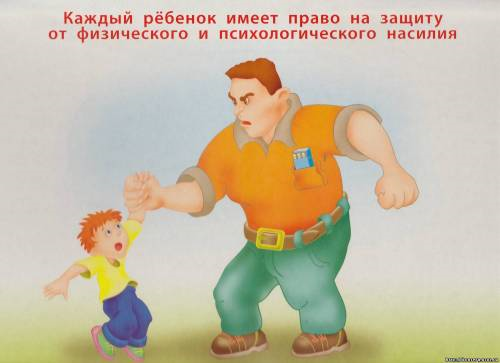 Каждый рёбенок имеет право на защиту
от физического и психологического насилия